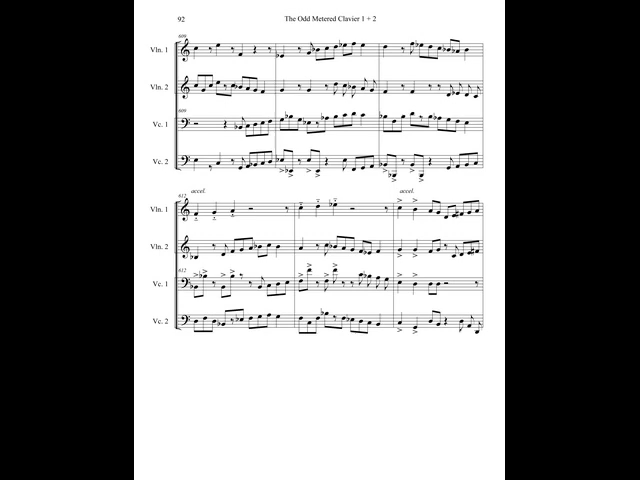 92
The Odd Metered Clavier 1 + 2
609
Vln. 1
Vln. 2
609
Vc. 1
Vc. 2
accel.
accel.
612
Vln. 1
Vln. 2
612
Vc. 1
Vc. 2